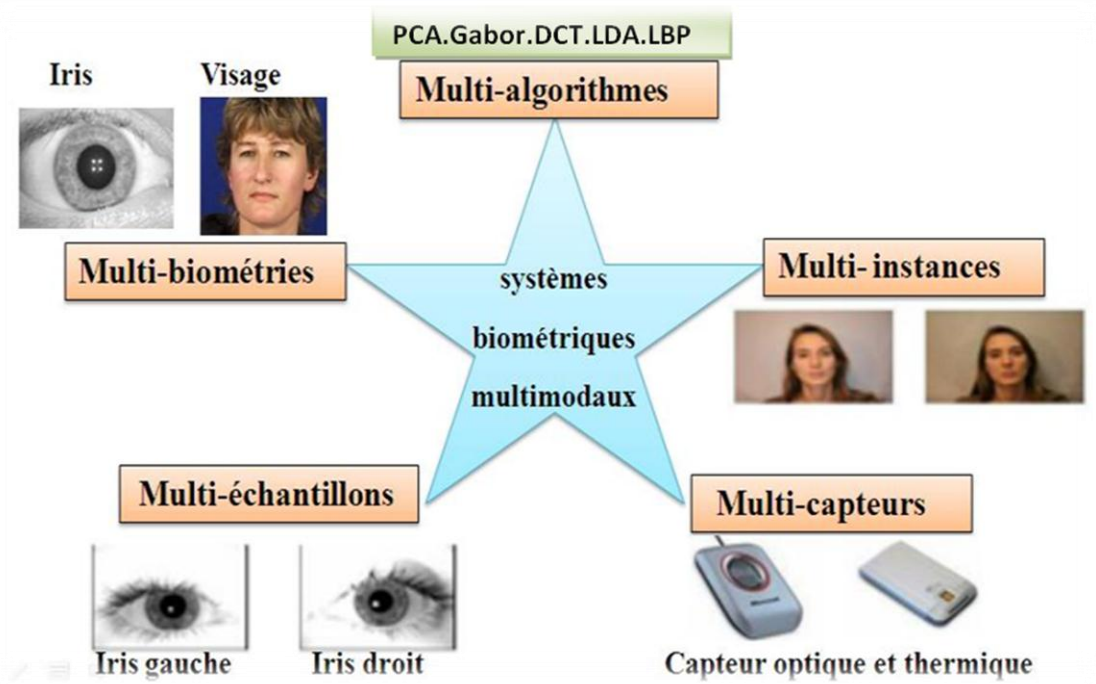 PCA.Gabor.DCT.LDA.LBP
Multi-algorithmes
Iris
Visage
Multi-biométries
Multi- instances
systèmes
biométriques
multimodaux
Multi-échantillons
Multi-capteurs
Iris gauche
Iris droit
Capteur optique et thermique